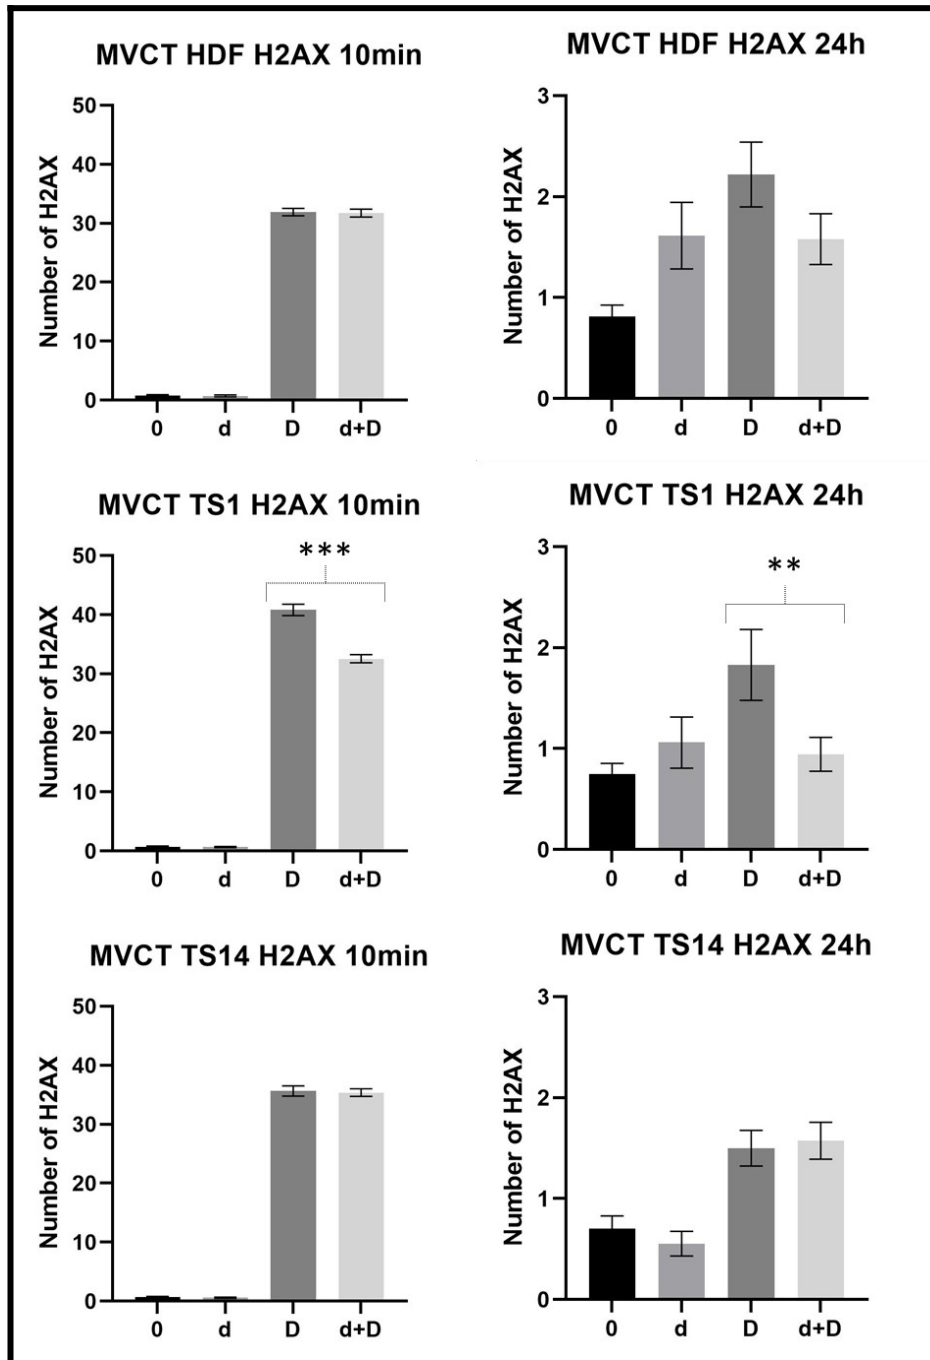 MVCT HDF H2AX 10min
Number of H2AX
50
40
30
20
10
0
0 d D d+D
MVCT HDF H2AX 24h
Number of H2AX
3
2
1
0
0 d D d+D
MVCT TS1 H2AX 10min
***
Number of H2AX
50
40
30
20
10
0
0 d D d+D
MVCT TS1 H2AX 24h
**
Number of H2AX
3
2
1
0
0 d D d+D
MVCT TS14 H2AX 10min
Number of H2AX
50
40
30
20
10
0
0 d D d+D
MVCT TS14 H2AX 24h
Number of H2AX
3
2
1
0
0 d D d+D